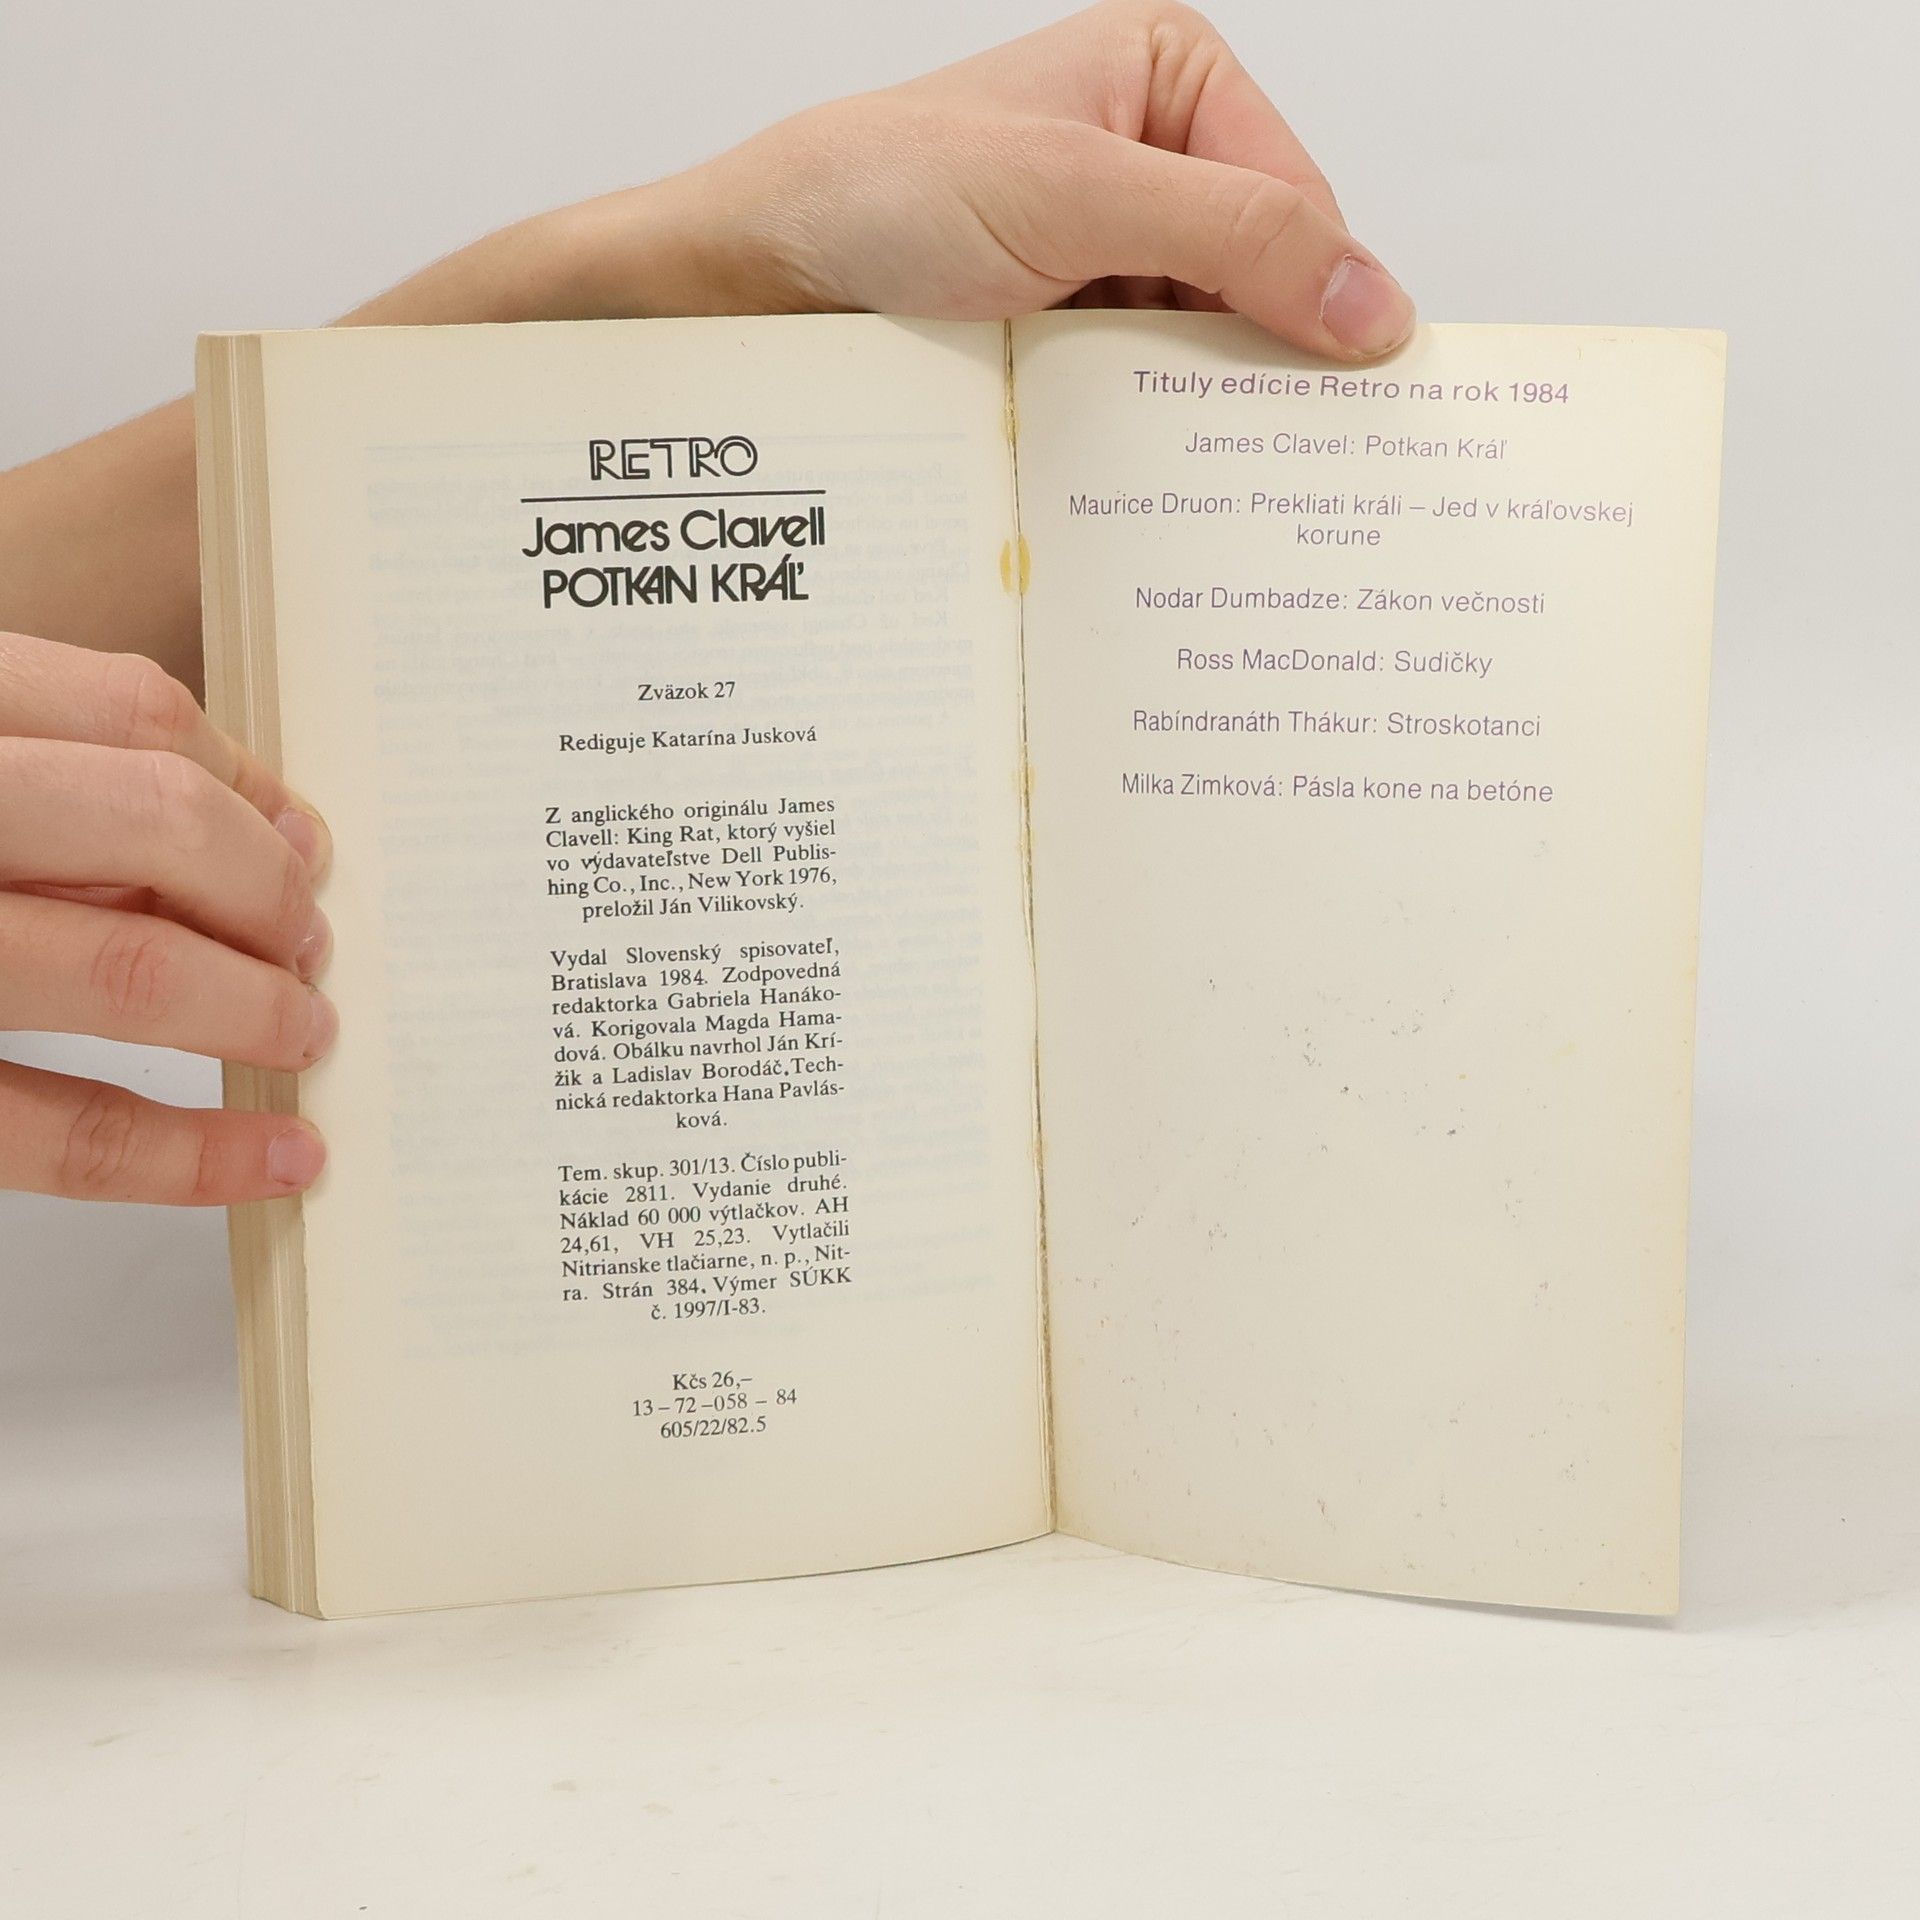 RETRO
James Clavell
POTKAN KRÁĽ
Zväzok 27
Rediguje Katarína Jusková
Z anglického originálu James
Clavell: King Rat, ktorý vyšiel
vo vydavateľstve Dell Publis-
hing Co., Inc., New York 1976,
preložil Ján Vilikovský.
Vydal Slovenský spisovateľ,
Bratislava 1984. Zodpovedná
redaktorka Gabriela Hanáko-
vá. Korigovala Magda Hama-
dová. Obálku navrhol Ján Krí-
žik a Ladislav Borodáč. Tech-
nická redaktorka Hana Pavlás-
ková.
Tem. skup. 301/13. Číslo publi-
kácie 2811. Vydanie druhé.
Náklad 60 000 výtlačkov. AH
24,61, VH 25,23. Vytlačili
Nitrianske tlačiarne, n. p., Nit-
ra. Strán 384. Výmer SÚKK
č. 1997/I-83.
Kčs 26,–
13 – 72 –058 – 84
605/22/82.5
Tituly edície Retro na rok 1984
James Clavel: Potkan Kráľ
Maurice Druon: Prekliati králi – Jed v kráľovskej
korune
Nodar Dumbadze: Zákon večnosti
Ross MacDonald: Sudičky
Rabíndranáth Thákur: Stroskotanci
Milka Zimková: Pásla kone na betóne